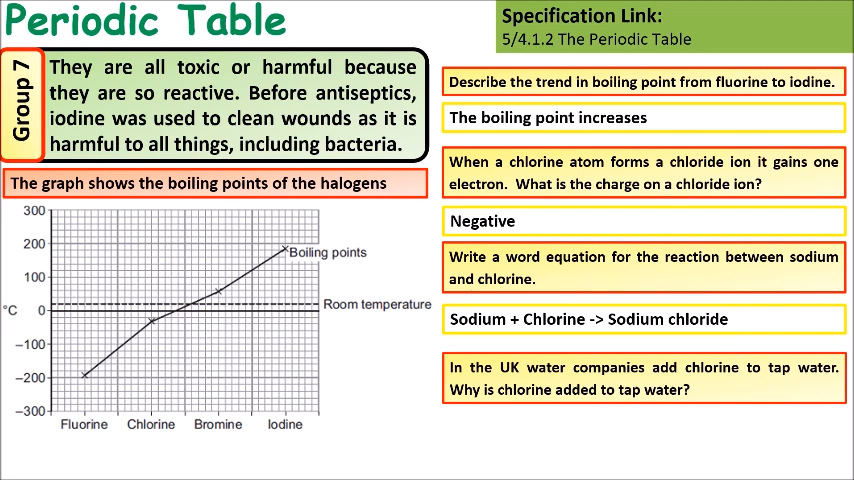 Periodic Table
Specification Link:
5/4.1.2 The Periodic Table
Group 7
They are all toxic or harmful because
they are so reactive. Before antiseptics,
iodine was used to clean wounds as it is
harmful to all things, including bacteria.
The graph shows the boiling points of the halogens
300
200
100
0
−100
−200
−300
°C
Boiling points
Room temperature
Fluorine
Chlorine
Bromine
Iodine
Describe the trend in boiling point from fluorine to iodine.
The boiling point increases
When a chlorine atom forms a chloride ion it gains one
electron. What is the charge on a chloride ion?
Negative
Write a word equation for the reaction between sodium
and chlorine.
Sodium + Chlorine -> Sodium chloride
In the UK water companies add chlorine to tap water.
Why is chlorine added to tap water?